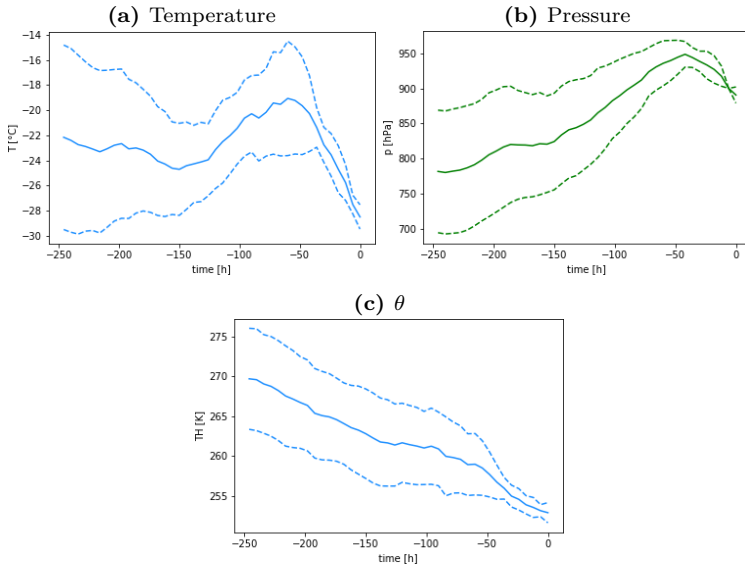 (a) Temperature
(b) Pressure
−14
−16
−18
−20
−22
−24
−26
−28
−30
T [°C]
−250 −200 −150 −100 −50 0
time [h]
950
900
850
800
750
700
p [hPa]
−250 −200 −150 −100 −50 0
time [h]
(c) θ
275
270
265
260
255
TH [K]
−250 −200 −150 −100 −50 0
time [h]